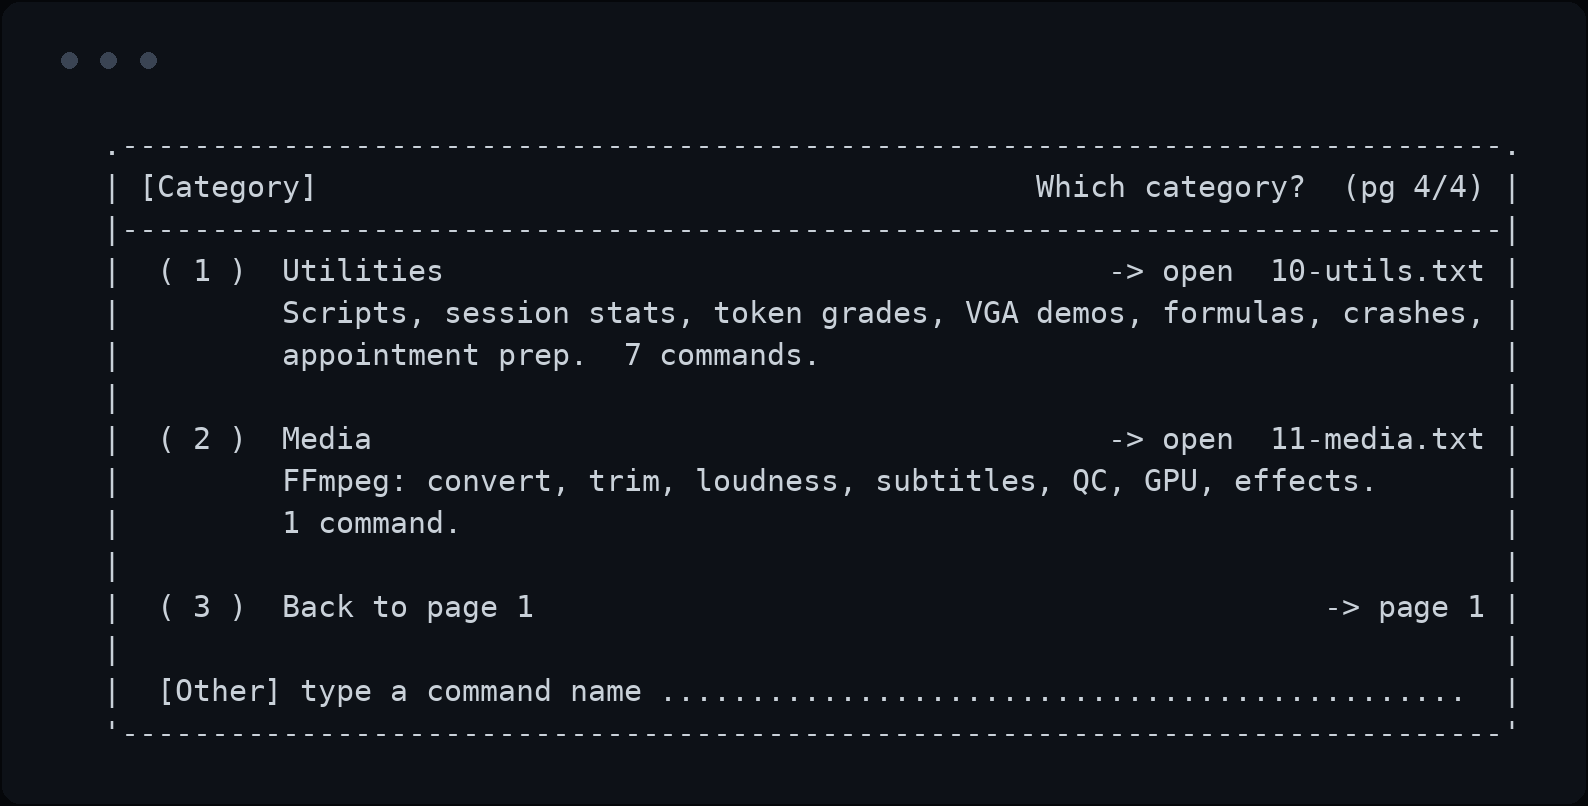 .-----------------------------------------------------------------------------.
| [Category]                                        Which category?  (pg 4/4) |
|-----------------------------------------------------------------------------|
|  ( 1 )  Utilities                                     -> open  10-utils.txt |
|         Scripts, session stats, token grades, VGA demos, formulas, crashes, |
|         appointment prep.  7 commands.                                      |
|                                                                             |
|  ( 2 )  Media                                         -> open  11-media.txt |
|         FFmpeg: convert, trim, loudness, subtitles, QC, GPU, effects.       |
|         1 command.                                                          |
|                                                                             |
|  ( 3 )  Back to page 1                                            -> page 1 |
|                                                                             |
|  [Other] type a command name .............................................  |
'-----------------------------------------------------------------------------'